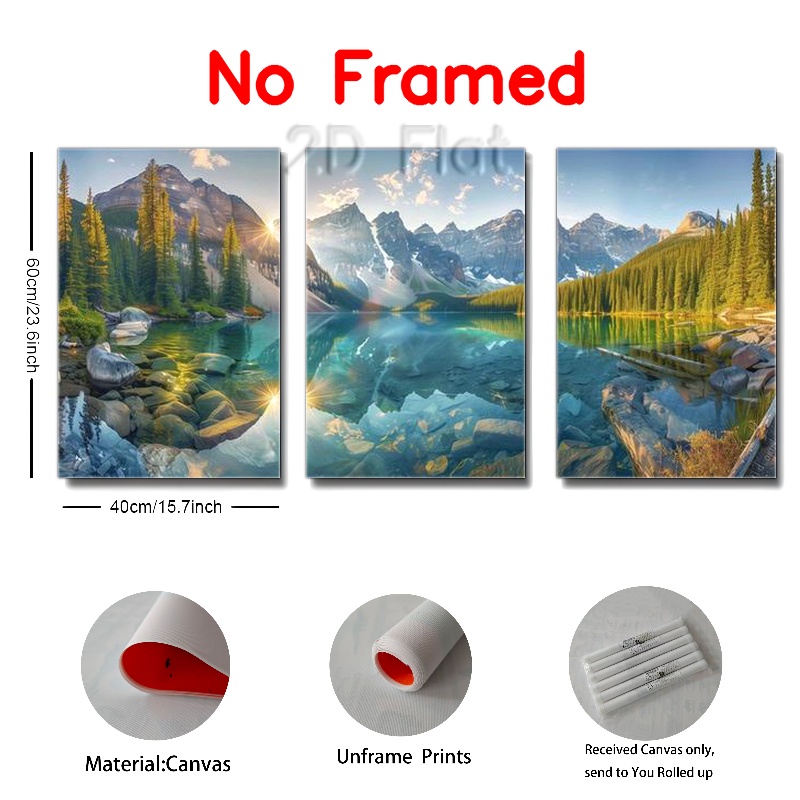 No Framed
2D Flat
60cm/23.6inch
40cm/15.7inch
Material:Canvas
Unframe Prints
Received Canvas only,
send to You Rolled up